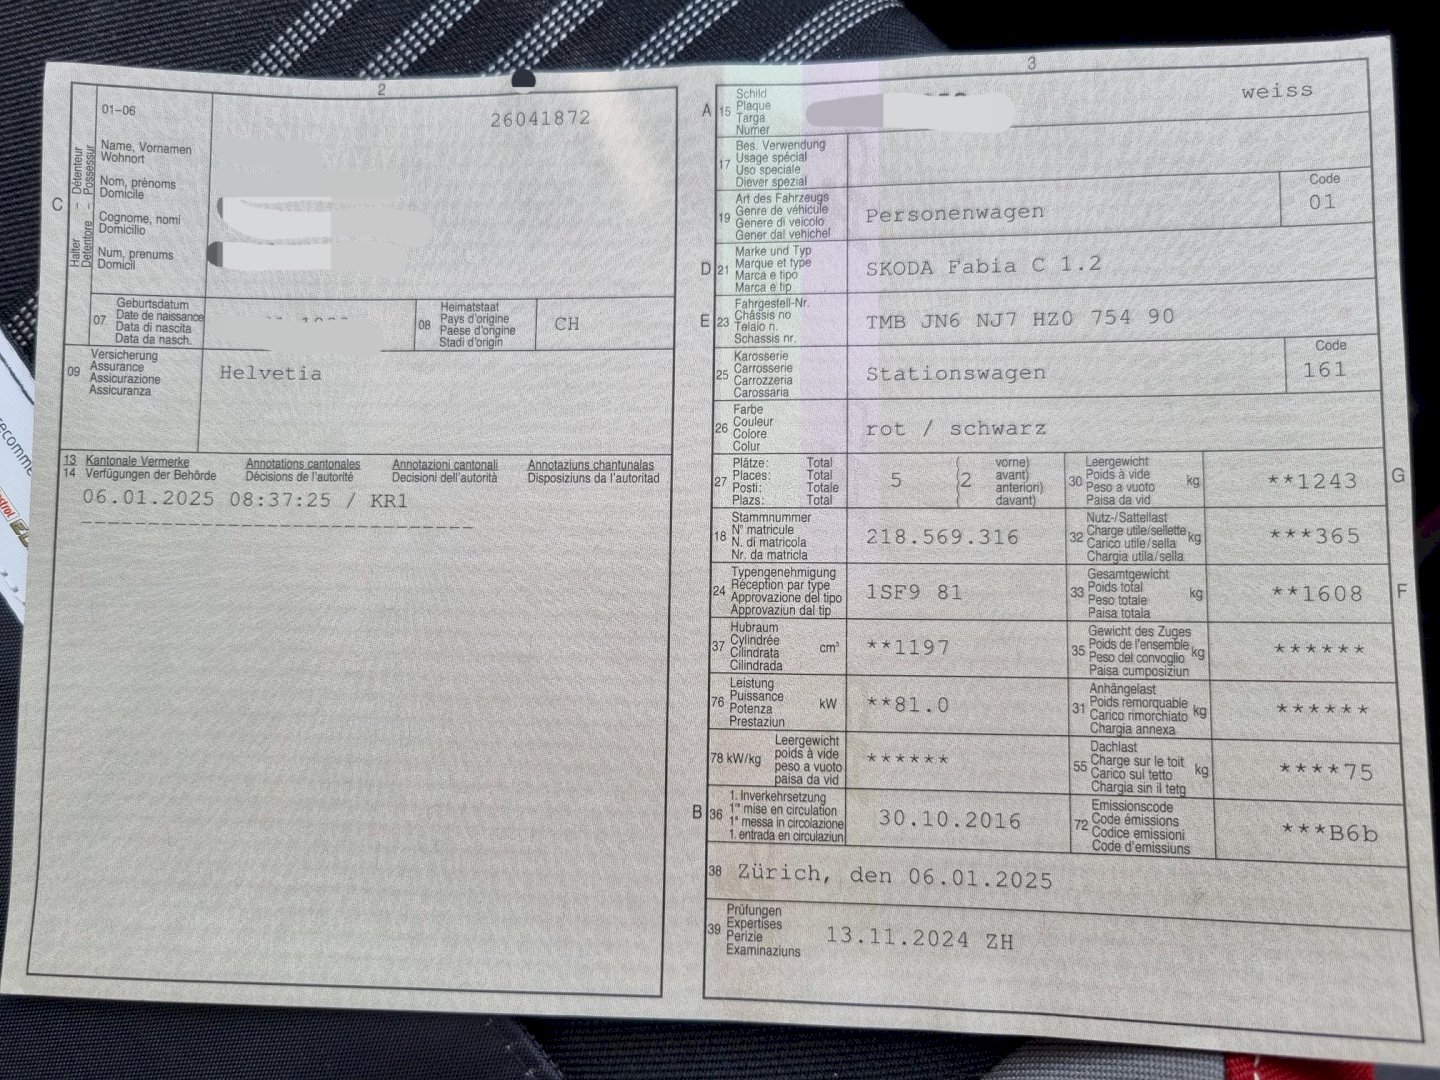 2
01-06
26041872
C
Halter – Détenteur
Detentore – Possessur
Name, Vornamen
Wohnort
Nom, prénoms
Domicile
Cognome, nomi
Domicilio
Num, prenums
Domicil
07
Geburtsdatum
Date de naissance
Data di nascita
Data da nasch.
08
Heimatstaat
Pays d'origine
Paese d'origine
Stadi d'origin
CH
09
Versicherung
Assurance
Assicurazione
Assicuranza
Helvetia
13
14
Kantonale Vermerke
Verfügungen der Behörde
Annotations cantonales
Décisions de l'autorité
Annotazioni cantonali
Decisioni dell'autorità
Annotaziuns chantunalas
Disposiziuns da l'autoritad
06.01.2025 08:37:25 / KR1
------------------------------
3
A
15
Schild
Plaque
Targa
Numer
weiss
17
Bes. Verwendung
Usage spécial
Uso speciale
Diever spezial
19
Art des Fahrzeugs
Genre de véhicule
Genere di veicolo
Gener dal vehichel
Personenwagen
Code
01
D
21
Marke und Typ
Marque et type
Marca e tipo
Marca e tip
SKODA Fabia C 1.2
E
23
Fahrgestell-Nr.
Châssis no
Telaio n.
Schassis nr.
TMB JN6 NJ7 HZ0 754 90
25
Karosserie
Carrosserie
Carrozzeria
Carossaria
Stationswagen
Code
161
26
Farbe
Couleur
Colore
Colur
rot / schwarz
27
Plätze: Total
Places: Total
Posti: Totale
Plazs: Total
5
(2
vorne)
avant)
anteriori)
davant)
30
Leergewicht
Poids à vide
Peso a vuoto
Paisa da vid
kg
**1243
G
18
Stammnummer
N° matricule
N. di matricola
Nr. da matricla
218.569.316
32
Nutz-/Sattellast
Charge utile/sellette
Carico utile/sella
Chargia utila/sella
kg
***365
24
Typengenehmigung
Réception par type
Approvazione del tipo
Approvaziun dal tip
1SF9 81
33
Gesamtgewicht
Poids total
Peso totale
Paisa totala
kg
**1608
F
37
Hubraum
Cylindrée
Cilindrata
Cilindrada
cm³
**1197
35
Gewicht des Zuges
Poids de l'ensemble
Peso del convoglio
Paisa cumposiziun
kg
******
76
Leistung
Puissance
Potenza
Prestaziun
kW
**81.0
31
Anhängelast
Poids remorquable
Carico rimorchiato
Chargia annexa
kg
******
78 kW/kg
Leergewicht
poids à vide
peso a vuoto
paisa da vid
******
55
Dachlast
Charge sur le toit
Carico sul tetto
Chargia sin il tetg
kg
****75
B
36
1. Inverkehrsetzung
1re mise en circulation
1a messa in circolazione
1. entrada en circulaziun
30.10.2016
72
Emissionscode
Code émissions
Codice emissioni
Code d'emissiuns
***B6b
38
Zürich, den 06.01.2025
39
Prüfungen
Expertises
Perizie
Examinaziuns
13.11.2024 ZH